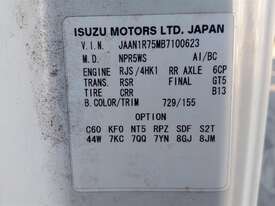 ISUZU MOTORS LTD. JAPAN
V.I.N. JAAN1R75MB7100623
M.D. NPR5WS AI/BC
ENGINE RJS/4HK1 RR AXLE 6CP
TRANS. RSR FINAL GT5
TIRE CRR B13
B.COLOR/TRIM 729/155
OPTION
C60 KF0 NT5 RPZ SDF S2T
44W 7KC 7QQ 7YN 8GJ 8JM